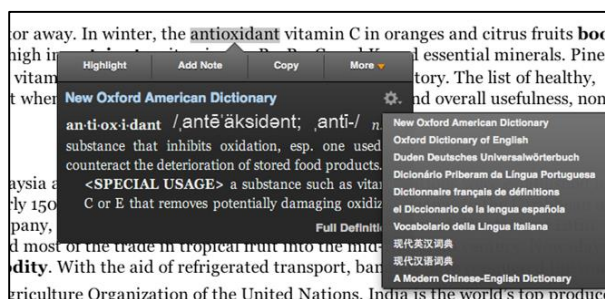 tor away. In winter, the antioxidant vitamin C in oranges and citrus fruits boo
high in
essential minerals. Pine
vitam
tory. The list of healthy,
t when
nd overall usefulness, non
Highlight Add Note Copy More
New Oxford American Dictionary
an·ti·ox·i·dant /ˌantēˈäksidənt; ˌantī-/ n.
substance that inhibits oxidation, esp. one used
counteract the deterioration of stored food products.
<SPECIAL USAGE> a substance such as vitam
C or E that removes potentially damaging oxidiz
Full Definiti
New Oxford American Dictionary
Oxford Dictionary of English
Duden Deutsches Universalwörterbuch
Dicionário Priberam da Língua Portuguesa
Dictionnaire français de définitions
el Diccionario de la lengua española
Vocabolario della Lingua Italiana
现代英汉词典
现代汉语词典
A Modern Chinese-English Dictionary
aysia a
rly 150
pany,
d most of the trade in tropical fruit into the mid-
odity. With the aid of refrigerated transport, ban
griculture Organization of the United Nations, India is the world's top produce